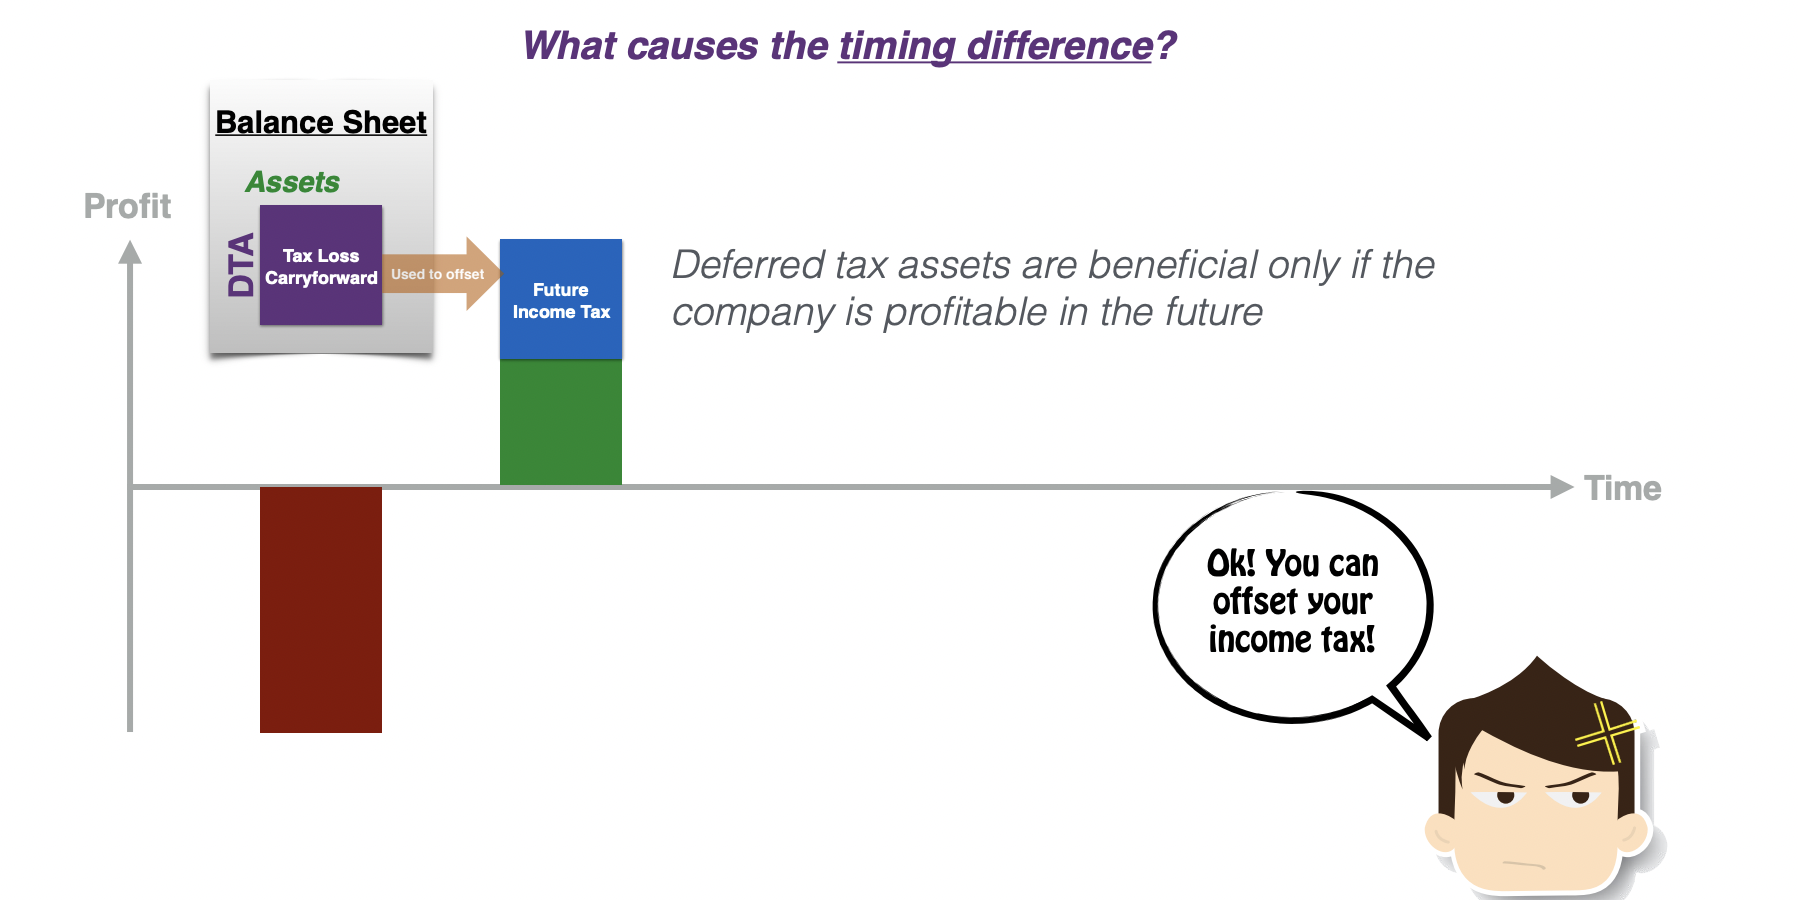 What causes the timing difference?
Balance Sheet
Assets
Profit
DTA
Tax Loss
Carryforward
Used to offset
Future
Income Tax
Deferred tax assets are beneficial only if the
company is profitable in the future
Time
Ok! You can
offset your
income tax!